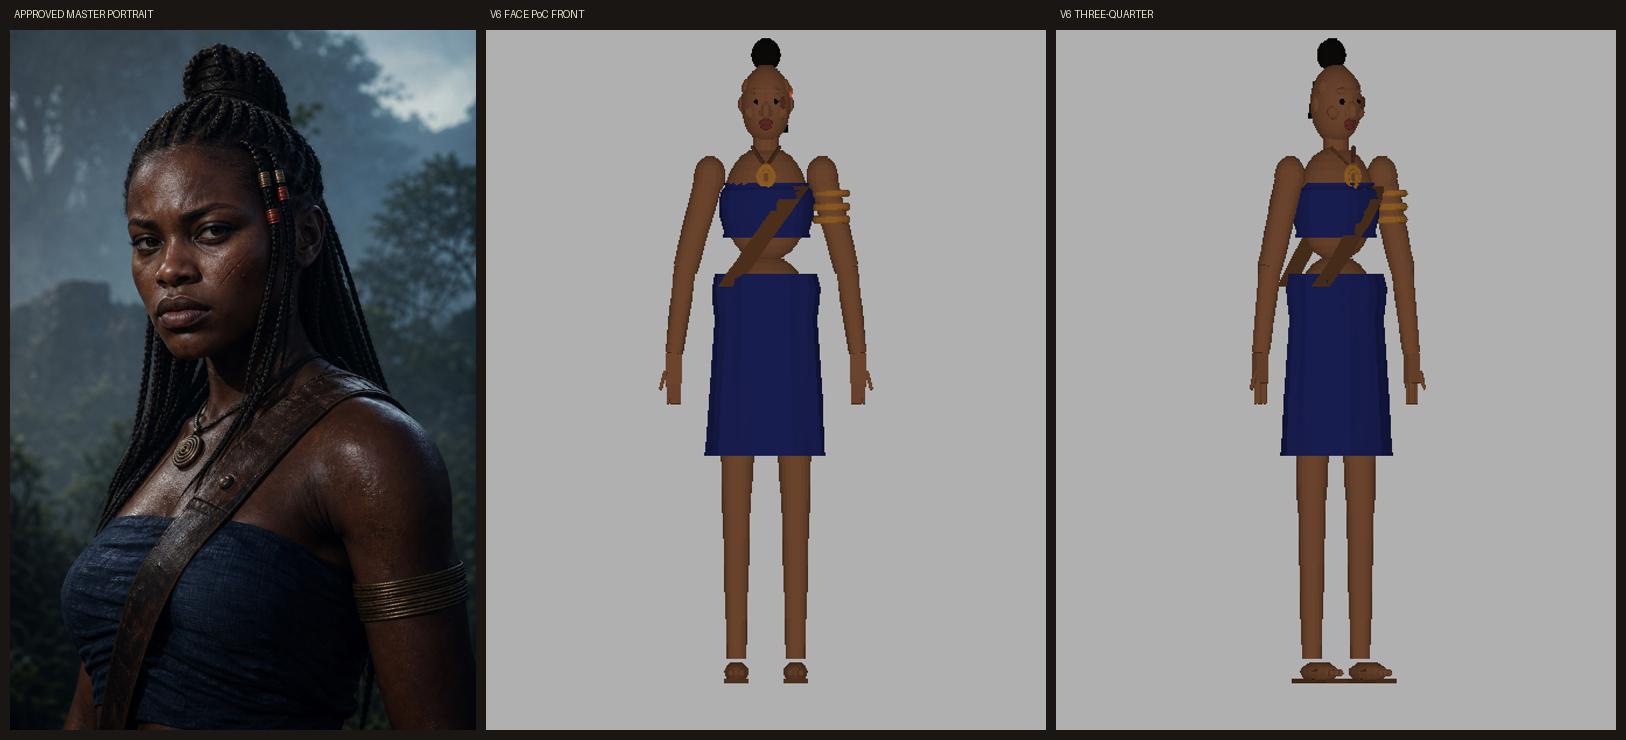 APPROVED MASTER PORTRAIT
V6 FACE PoC FRONT
V6 THREE-QUARTER